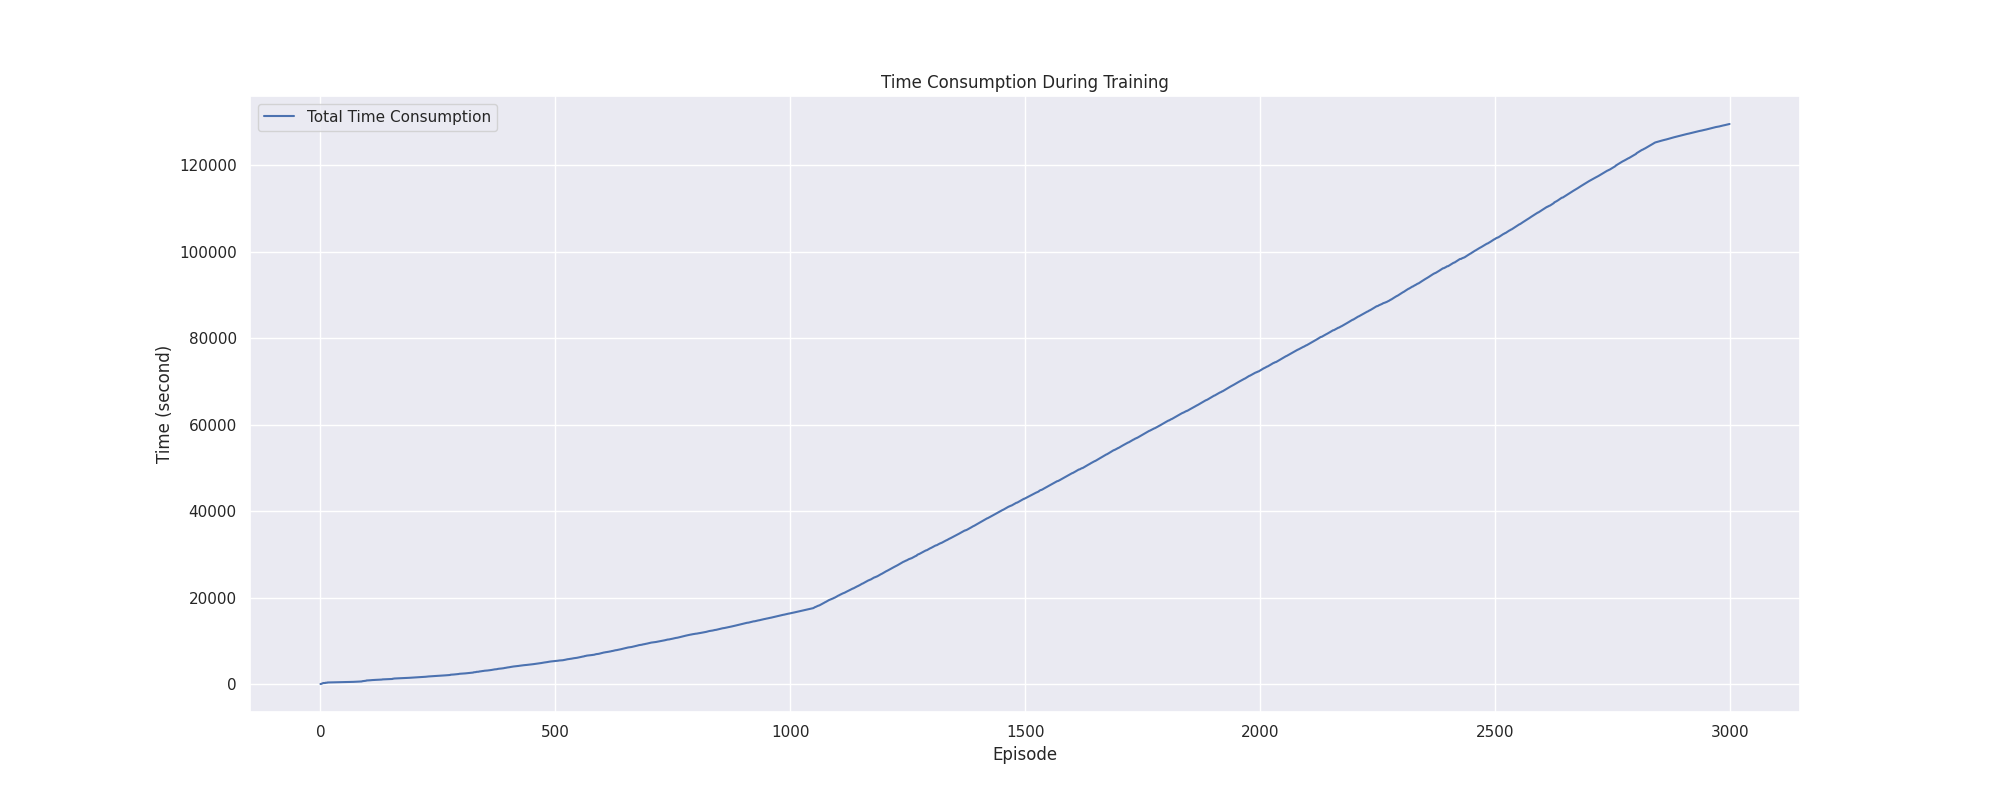 Time Consumption During Training
Total Time Consumption
120000
100000
80000
60000
40000
20000
0
Time (second)
0 500 1000 1500 2000 2500 3000
Episode